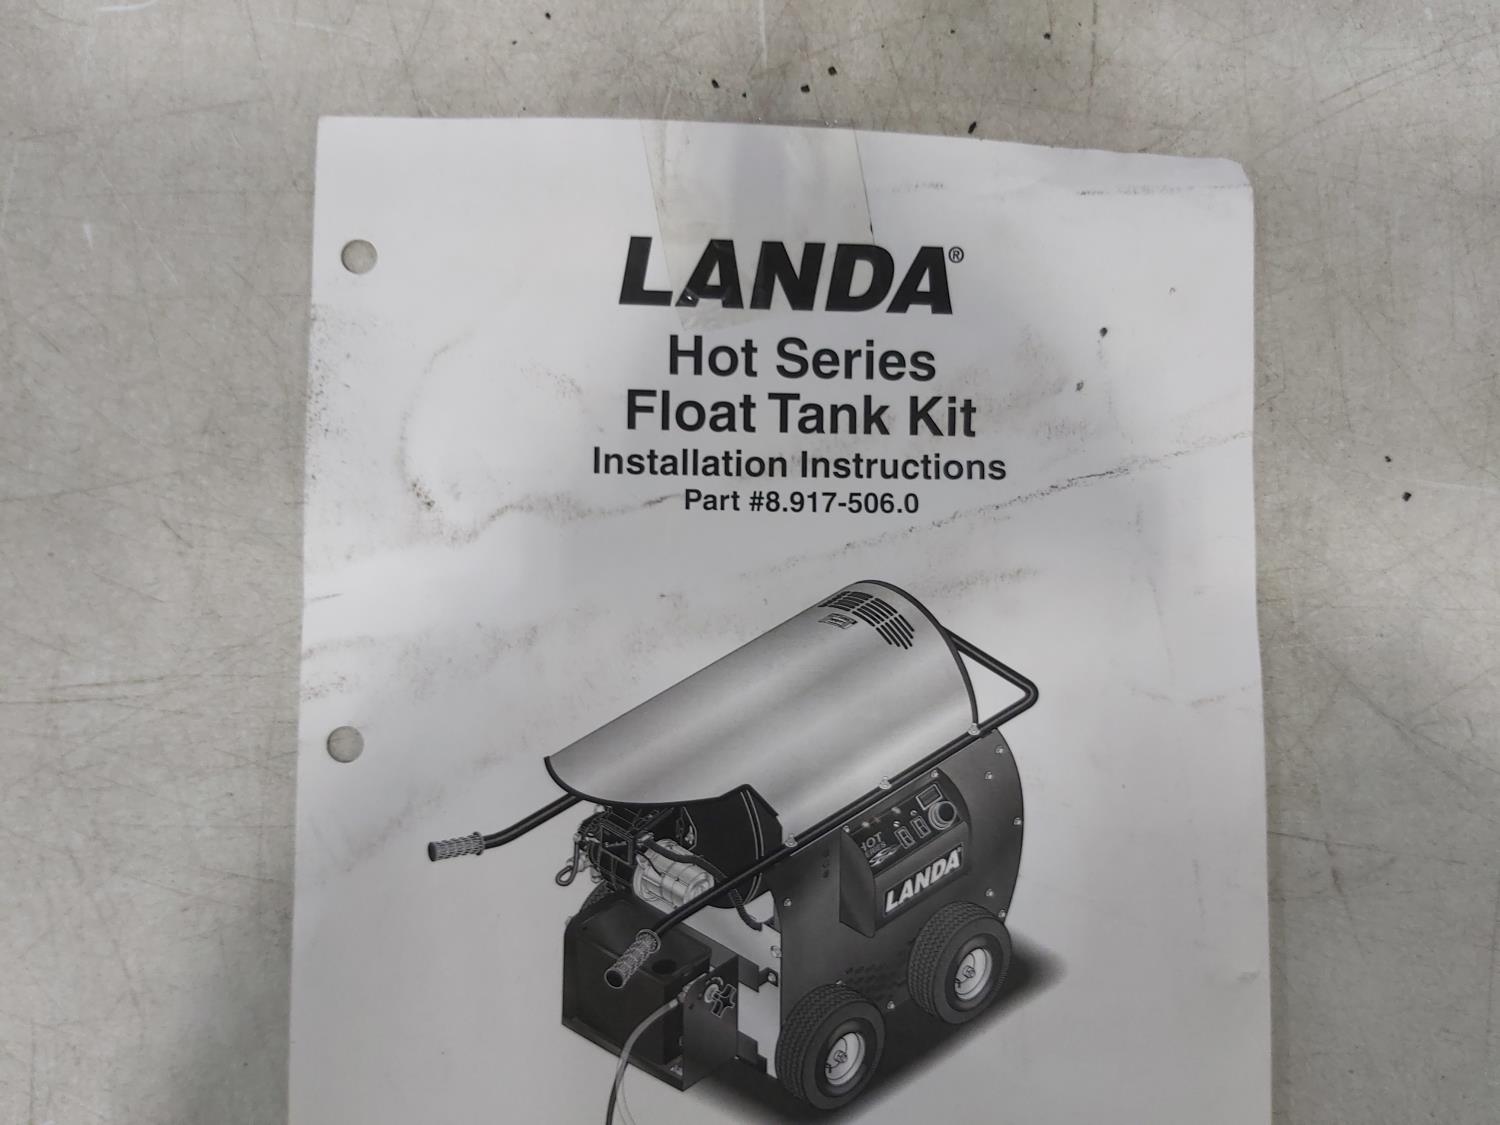 LANDA®
Hot Series
Float Tank Kit
Installation Instructions
Part #8.917-506.0
HOT
LANDA